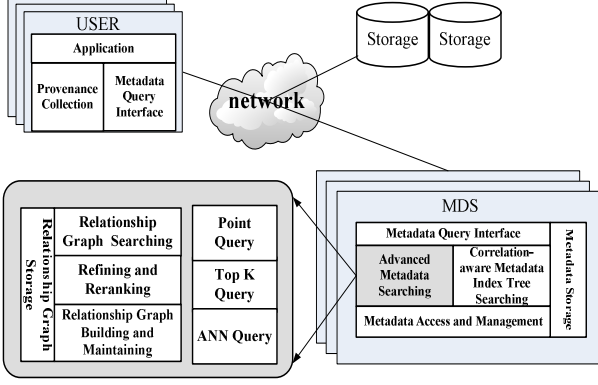 USER
Application
Provenance
Collection
Metadata
Query
Interface
Storage
Storage
network
MDS
Metadata Query Interface
Advanced
Metadata
Searching
Correlation-
aware Metadata
Index Tree
Searching
Metadata Access and Management
Metadata Storage
Relationship Graph
Storage
Relationship
Graph Searching
Refining and
Reranking
Relationship Graph
Building and
Maintaining
Point
Query
Top K
Query
ANN Query